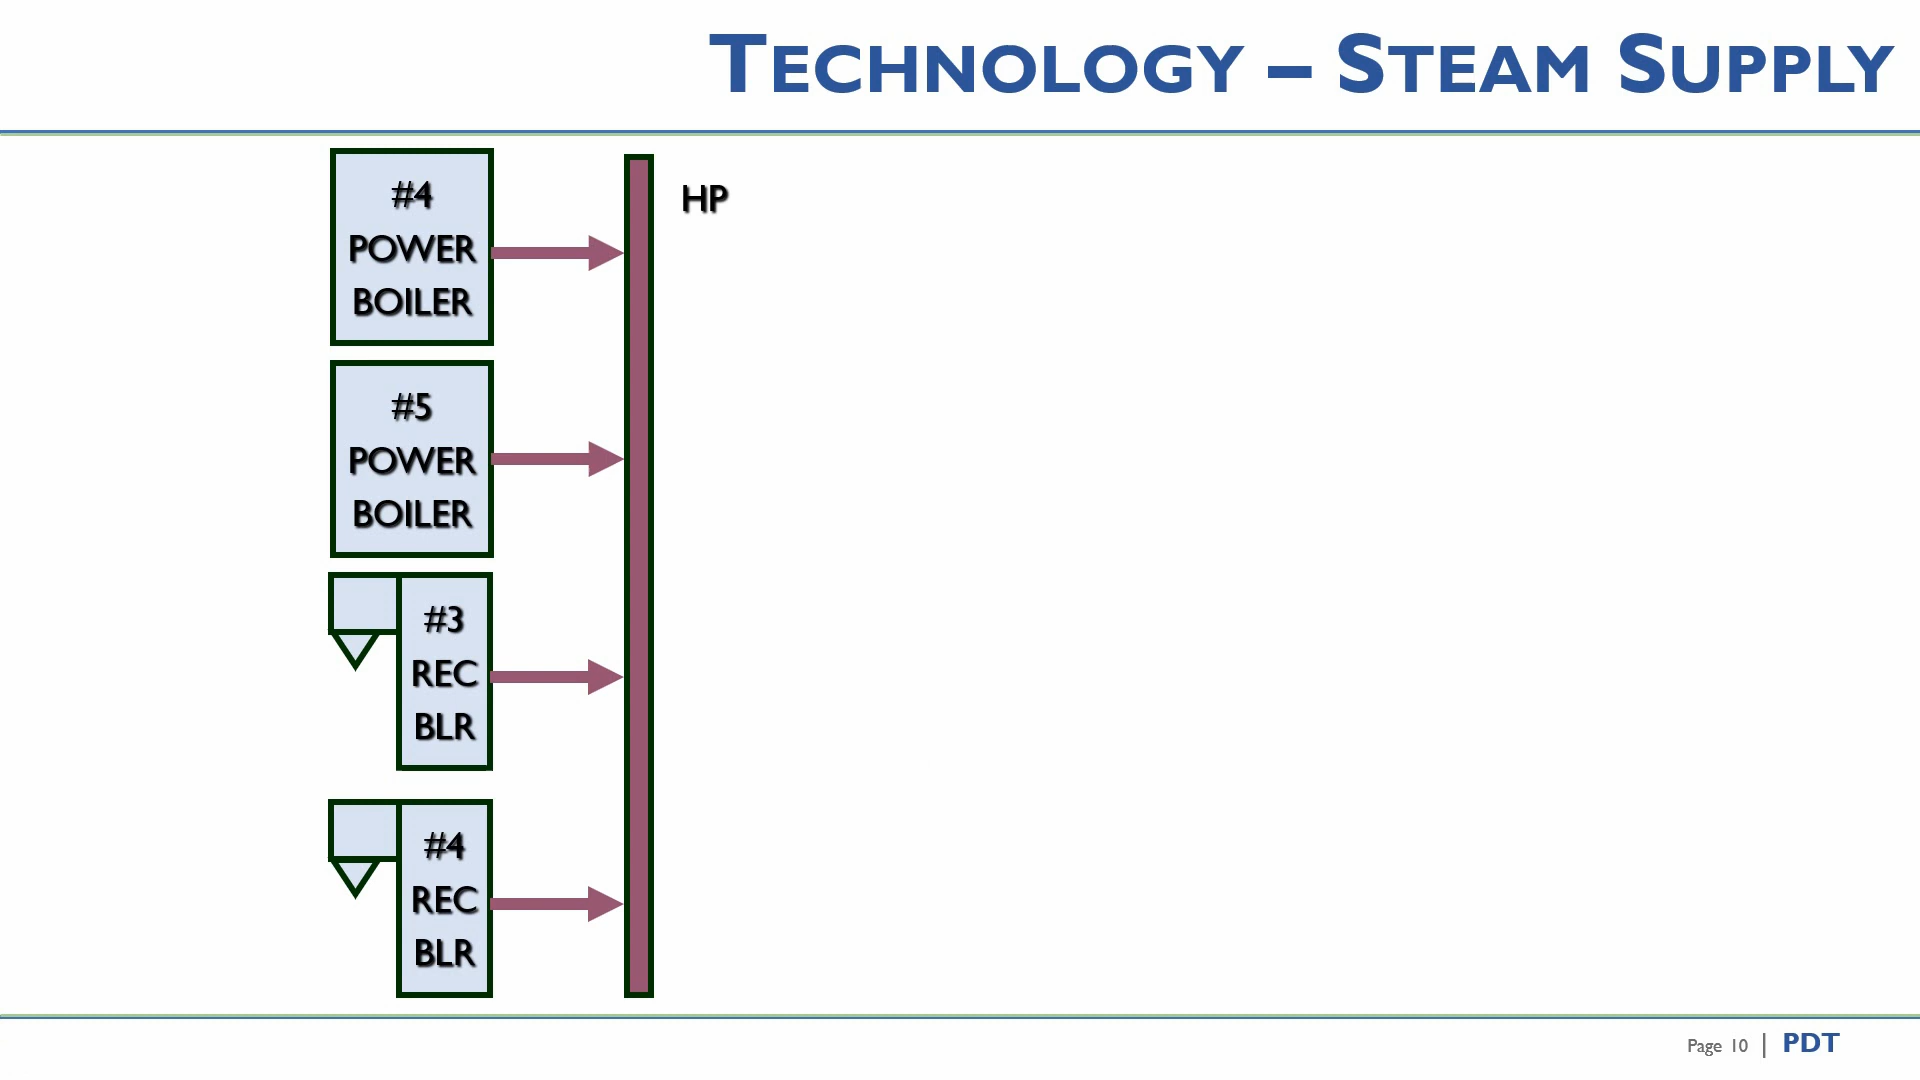 TECHNOLOGY – STEAM SUPPLY
#4
POWER
BOILER
HP
#5
POWER
BOILER
#3
REC
BLR
#4
REC
BLR
Page 10 | PDT